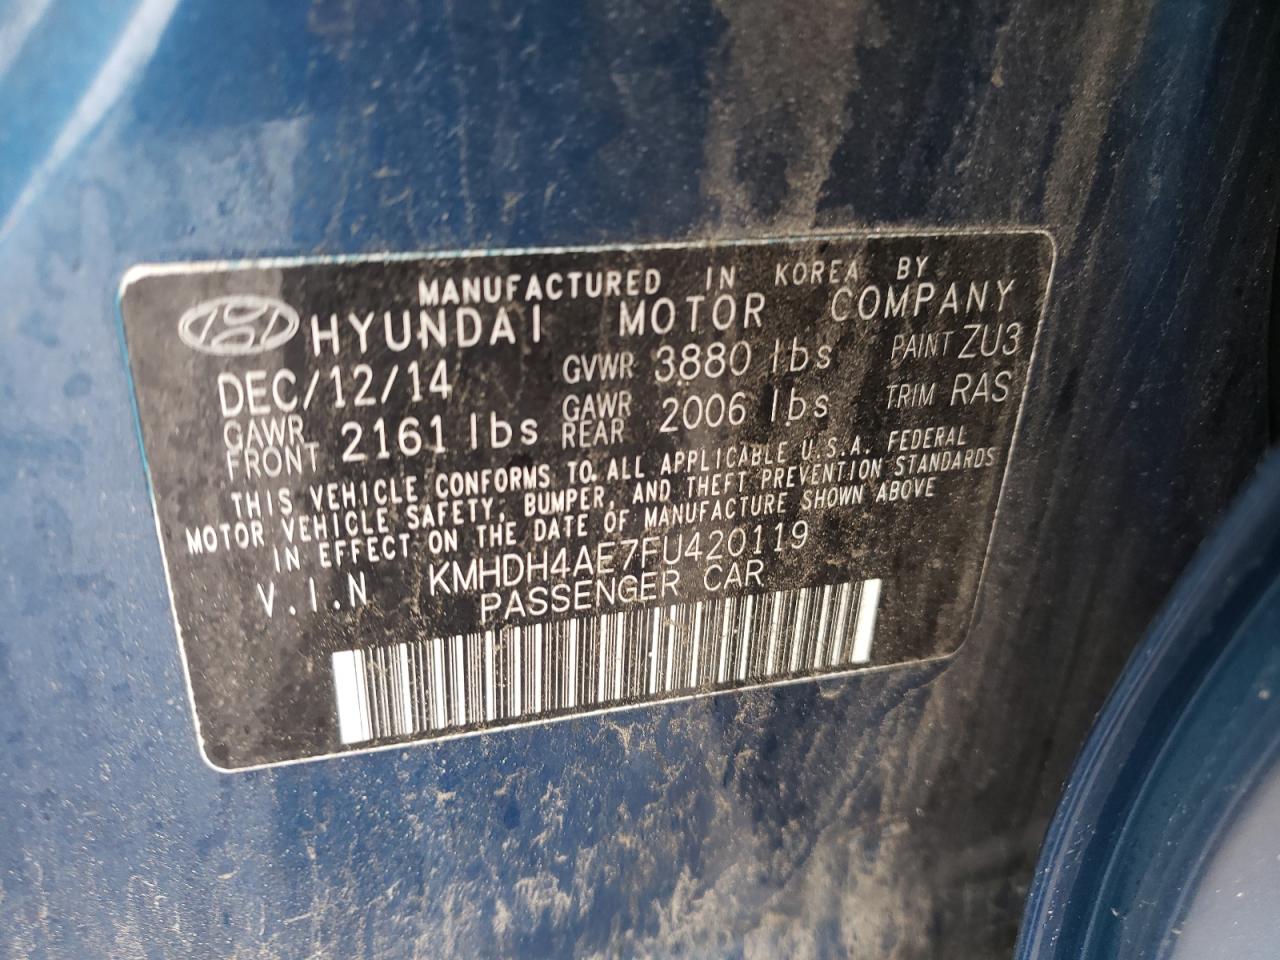 MANUFACTURED IN KOREA BY
HYUNDAI MOTOR COMPANY
DEC/12/14 GVWR 3880 lbs PAINT ZU3
GAWR FRONT 2161 lbs GAWR REAR 2006 lbs TRIM RAS
THIS VEHICLE CONFORMS TO ALL APPLICABLE U.S.A. FEDERAL
MOTOR VEHICLE SAFETY, BUMPER, AND THEFT PREVENTION STANDARDS
IN EFFECT ON THE DATE OF MANUFACTURE SHOWN ABOVE
V.I.N KMHDH4AE7FU420119
PASSENGER CAR